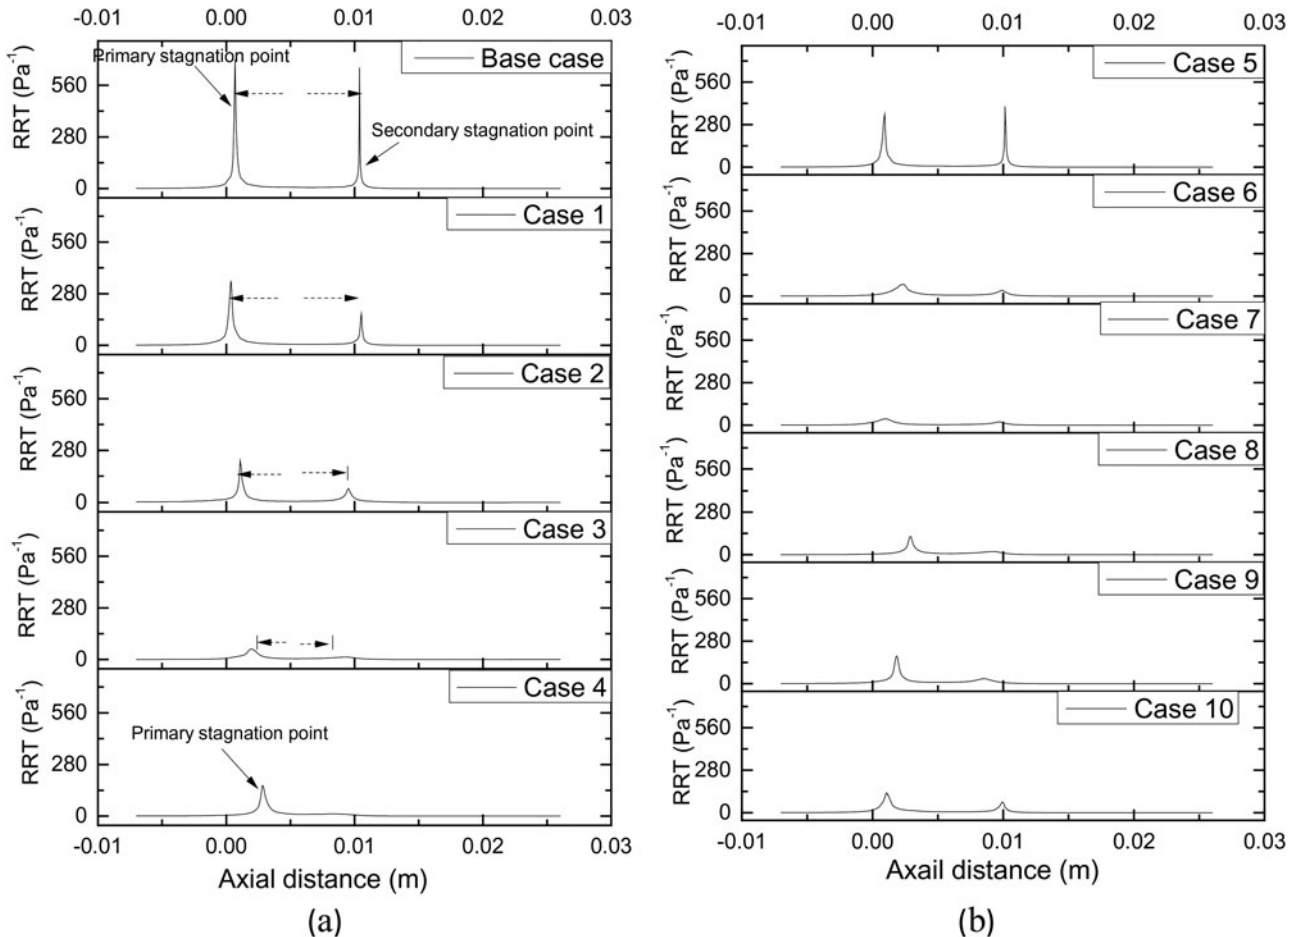 -0.01 0.00 0.01 0.02 0.03
RRT (Pa-1)
560
280
0
Primary stagnation point
Secondary stagnation point
Base case
RRT (Pa-1)
560
280
0
Case 1
RRT (Pa-1)
560
280
0
Case 2
RRT (Pa-1)
560
280
0
Case 3
RRT (Pa-1)
560
280
0
Primary stagnation point
Case 4
-0.01 0.00 0.01 0.02 0.03
Axial distance (m)
(a)
-0.01 0.00 0.01 0.02 0.03
RRT (Pa-1)
560
280
0
Case 5
RRT (Pa-1)
560
280
0
Case 6
RRT (Pa-1)
560
280
0
Case 7
RRT (Pa-1)
560
280
0
Case 8
RRT (Pa-1)
560
280
0
Case 9
RRT (Pa-1)
560
280
0
Case 10
-0.01 0.00 0.01 0.02 0.03
Axail distance (m)
(b)